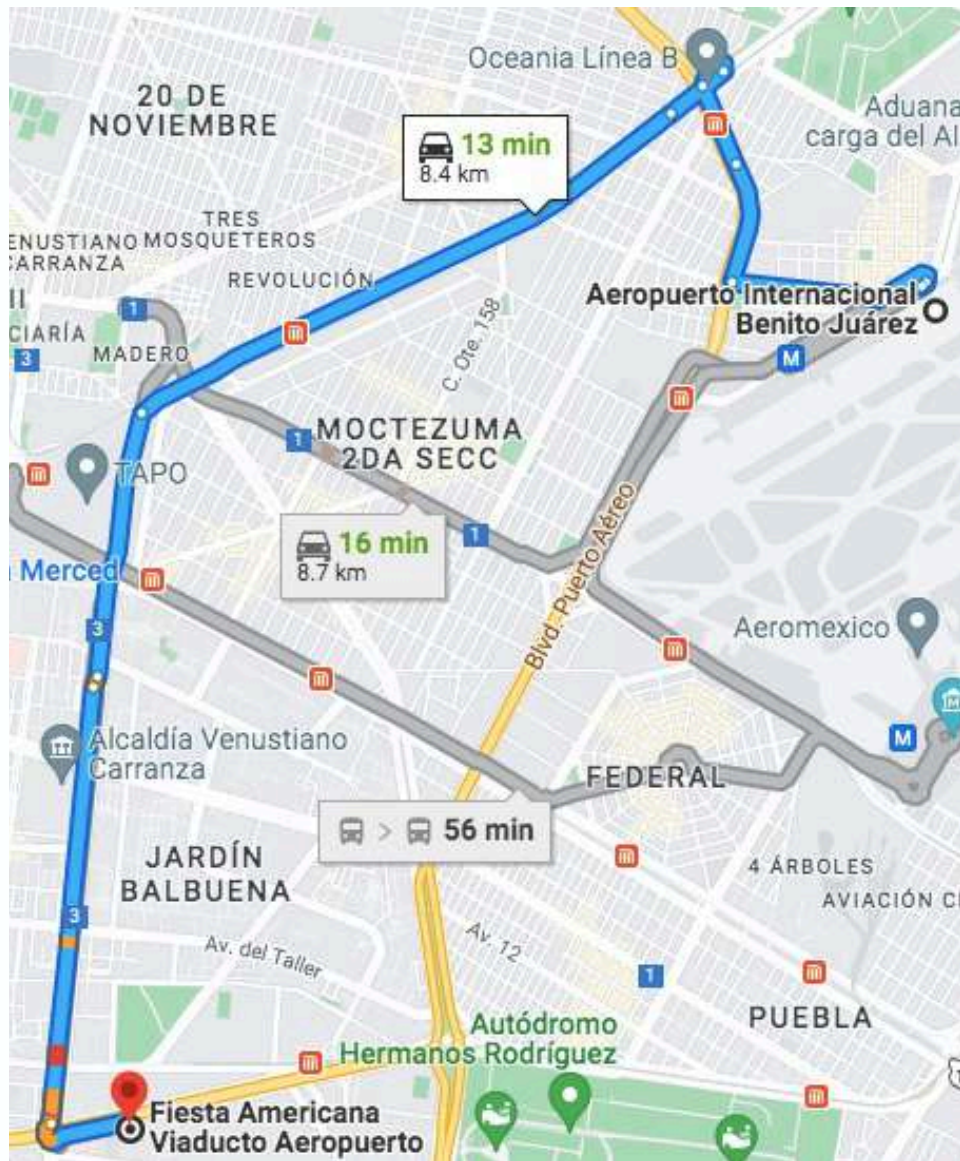 Oceania Línea B
20 DE
NOVIEMBRE
Aduana
carga del Al
13 min
8.4 km
TRES
MOSQUETEROS
ENUSTIANO
CARRANZA
REVOLUCIÓN
Aeropuerto Internacional
Benito Juárez
1
CIARÍA
3
MADERO
C. Ote. 158
M
1
MOCTEZUMA
2DA SECC
TAPO
16 min
8.7 km
1
Merced
Blvd. Puerto Aéreo
3
Aeromexico
M
Alcaldía Venustiano
Carranza
FEDERAL
56 min
JARDÍN
BALBUENA
4 ÁRBOLES
AVIACIÓN CI
3
Av. del Taller
Av. 12
1
PUEBLA
Autódromo
Hermanos Rodríguez
Fiesta Americana
Viaducto Aeropuerto